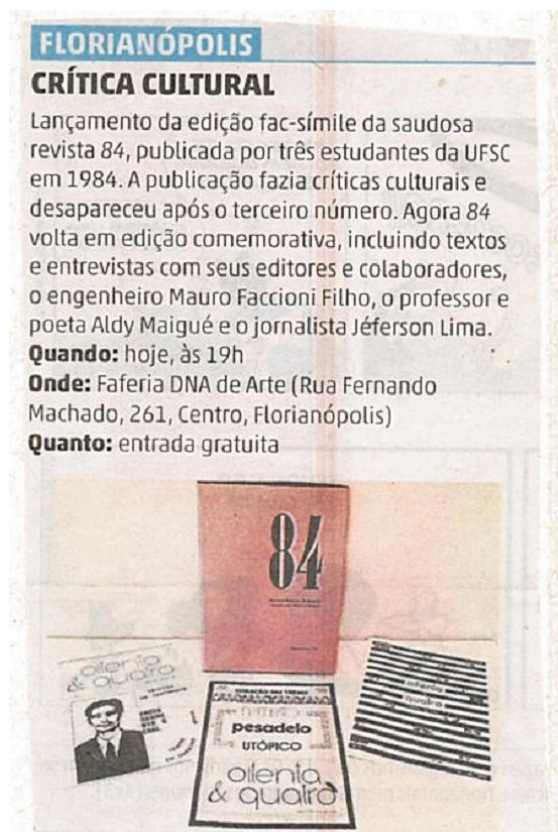 FLORIANÓPOLIS
CRÍTICA CULTURAL
Lançamento da edição fac-símile da saudosa
revista 84, publicada por três estudantes da UFSC
em 1984. A publicação fazia críticas culturais e
desapareceu após o terceiro número. Agora 84
volta em edição comemorativa, incluindo textos
e entrevistas com seus editores e colaboradores,
o engenheiro Mauro Faccioni Filho, o professor e
poeta Aldy Maigué e o jornalista Jéferson Lima.
Quando: hoje, às 19h
Onde: Faferia DNA de Arte (Rua Fernando
Machado, 261, Centro, Florianópolis)
Quanto: entrada gratuita
84
oitenta
& quatro
oitenta
quatro
pesadelo
UTÓPICO
oitenta
& quatro